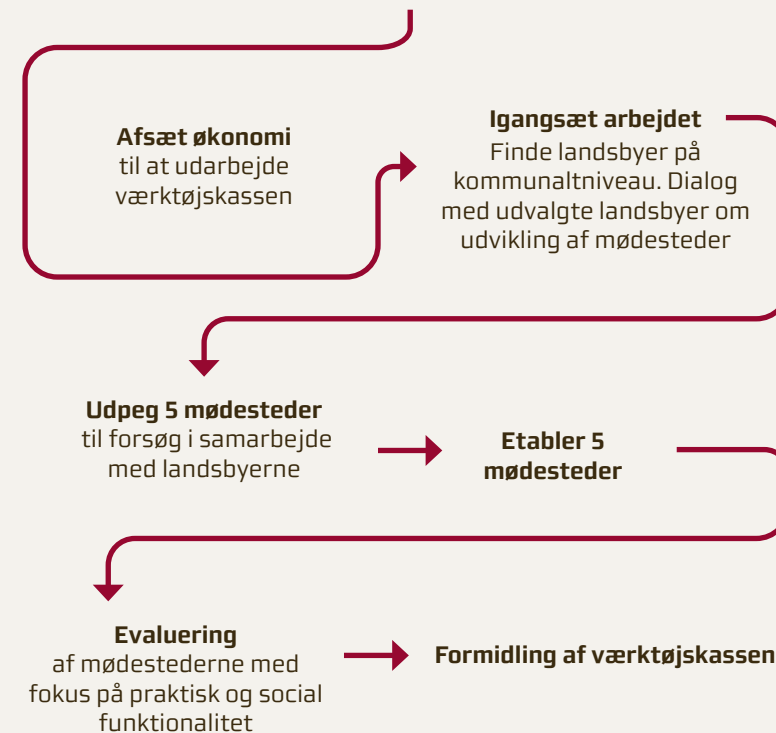 Afsæt økonomi
til at udarbejde
værktøjskassen
Igangsæt arbejdet
Finde landsbyer på
kommunaltniveau. Dialog
med udvalgte landsbyer om
udvikling af mødesteder
Udpeg 5 mødesteder
til forsøg i samarbejde
med landsbyerne
Etabler 5
mødesteder
Evaluering
af mødestederne med
fokus på praktisk og social
funktionalitet
Formidling af værktøjskassen